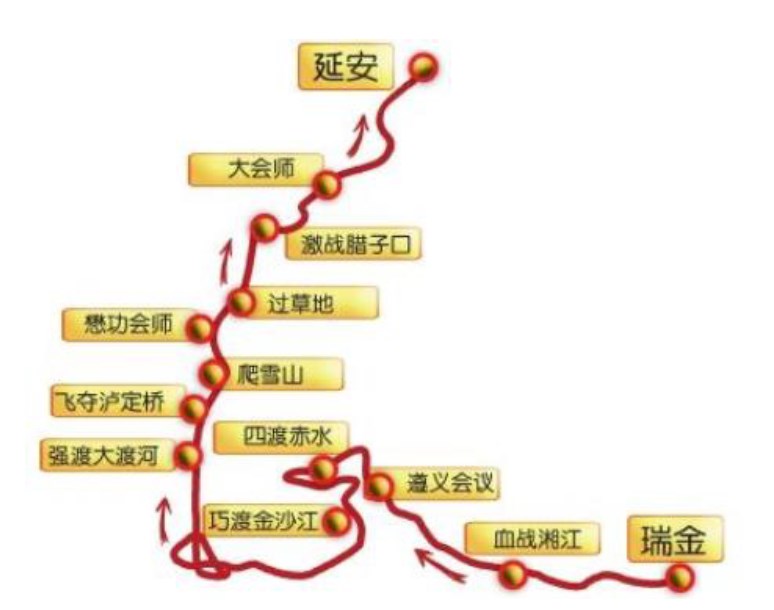 延安
大会师
激战腊子口
过草地
懋功会师
爬雪山
飞夺泸定桥
四渡赤水
强渡大渡河
遵义会议
巧渡金沙江
血战湘江
瑞金